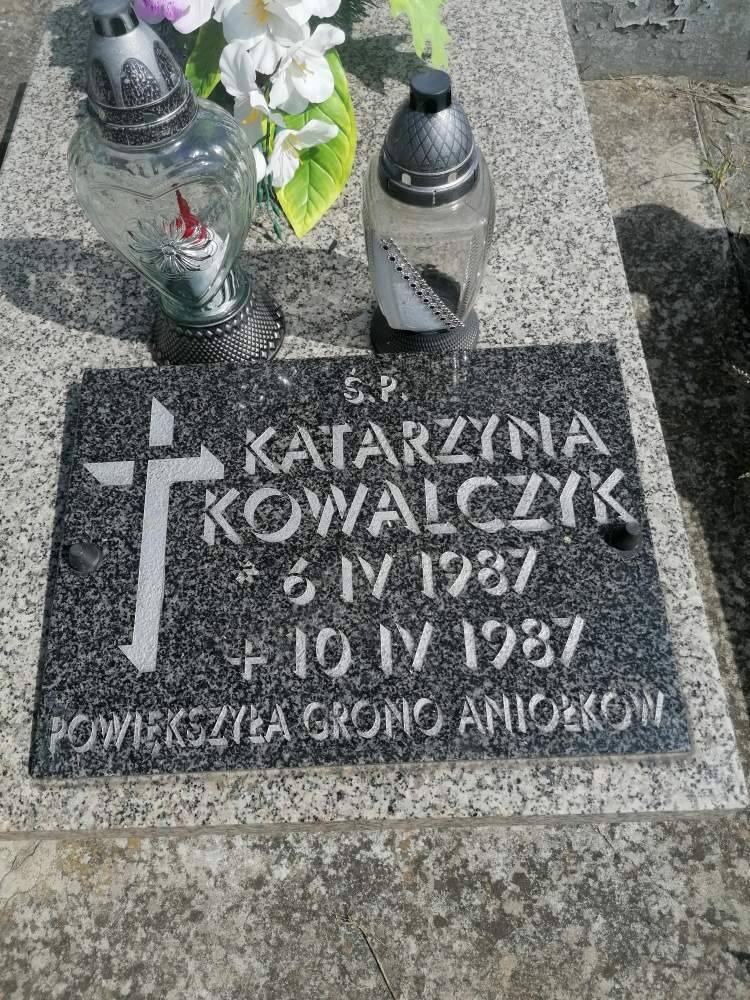 Ś.P.
KATARZYNA
KOWALCZYK
* 6 IV 1987
+ 10 IV 1987
POWIĘKSZYŁA GRONO ANIOŁKÓW